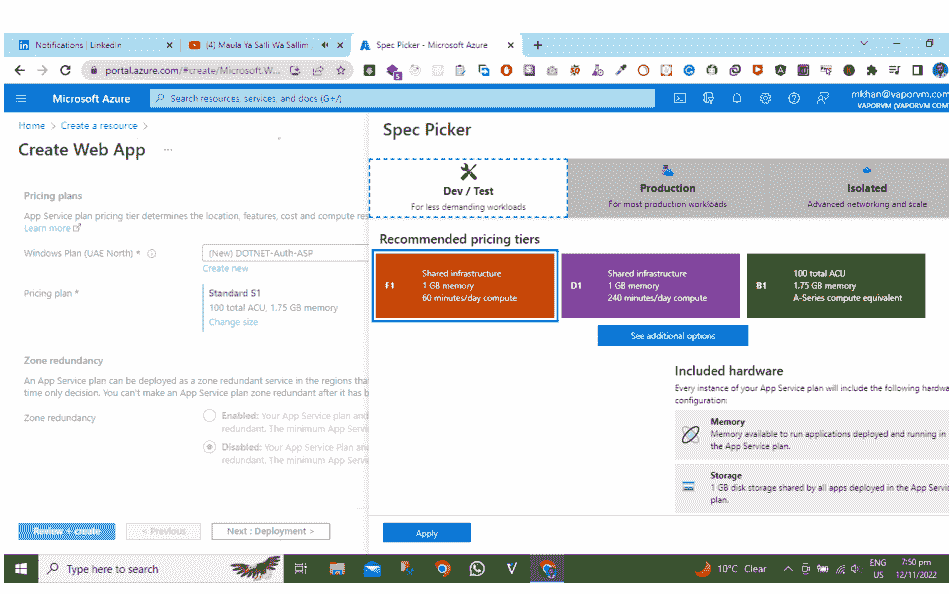 Notifications | LinkedIn
(4) Maula Ya Salli Wa Sallim
Spec Picker - Microsoft Azure
portal.azure.com/#create/Microsoft.W...
Microsoft Azure
Search resources, services, and docs (G+/)
mkhan@vaporvm.com
VAPORVM (VAPORVM.COM
Home > Create a resource >
Create Web App ...
Pricing plans
App Service plan pricing tier determines the location, features, cost and compute res
Learn more
Windows Plan (UAE North) *
(New) DOTNET-Auth-ASP
Create new
Pricing plan *
Standard S1
100 total ACU, 1.75 GB memory
Change size
Zone redundancy
An App Service plan can be deployed as a zone redundant service in the regions tha
time only decision. You can't make an App Service plan zone redundant after it has b
Zone redundancy
Enabled: Your App Service plan and
redundant. The minimum App Servi
Disabled: Your App Service Plan an
redundant. The minimum App Servi
Review + create
< Previous
Next : Deployment >
Spec Picker
Dev / Test
For less demanding workloads
Production
For most production workloads
Isolated
Advanced networking and scale
Recommended pricing tiers
F1
Shared infrastructure
1 GB memory
60 minutes/day compute
D1
Shared infrastructure
1 GB memory
240 minutes/day compute
B1
100 total ACU
1.75 GB memory
A-Series compute equivalent
See additional options
Included hardware
Every instance of your App Service plan will include the following hardwa
configuration:
Memory
Memory available to run applications deployed and running in
the App Service plan.
Storage
1 GB disk storage shared by all apps deployed in the App Servic
plan.
Apply
Type here to search
10°C Clear
ENG
US
7:50 pm
12/11/2022